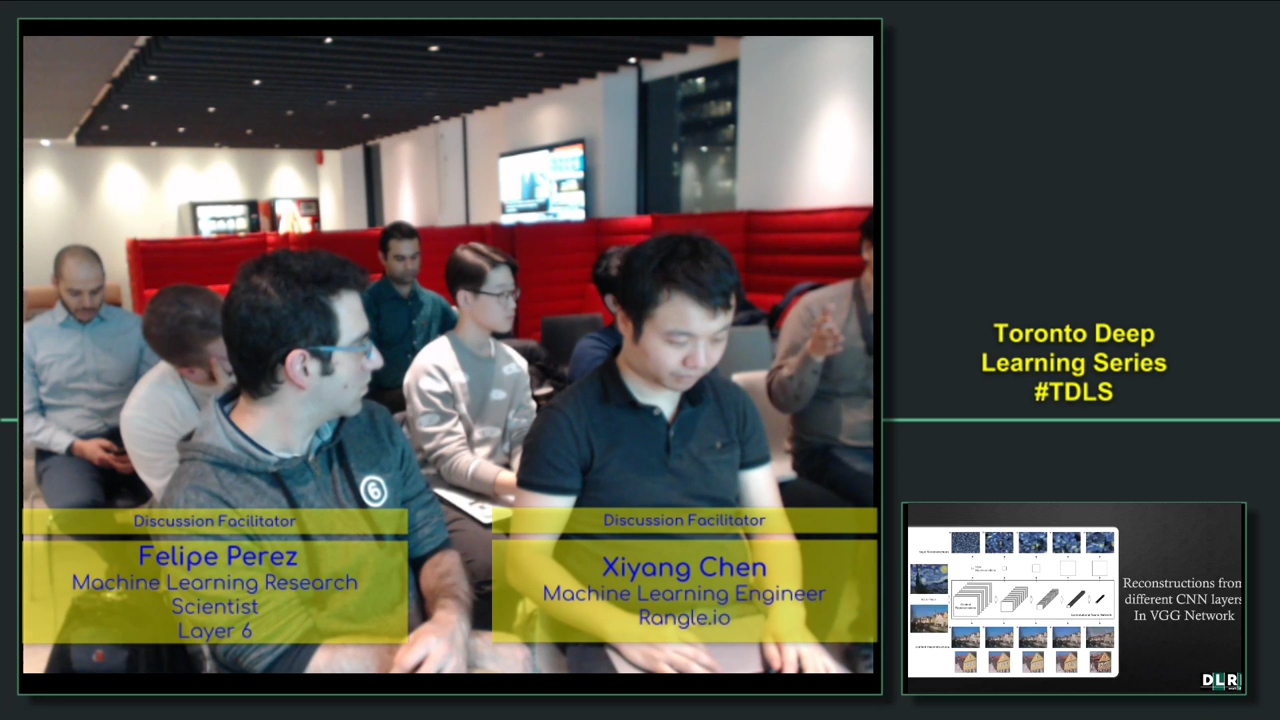 Discussion Facilitator
Felipe Perez
Machine Learning Research
Scientist
Layer 6
Discussion Facilitator
Xiyang Chen
Machine Learning Engineer
Rangle.io
6
Toronto Deep
Learning Series
#TDLS
Reconstructions from
different CNN layers
In VGG Network
DLR